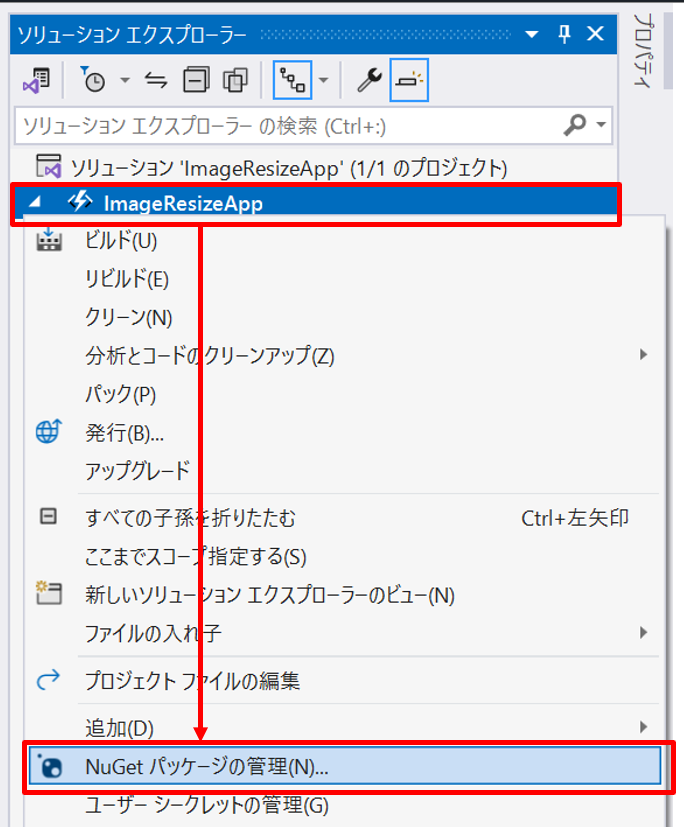 ソリューション エクスプローラー
プロパティ
ソリューション エクスプローラー の検索 (Ctrl+:)
ソリューション 'ImageResizeApp' (1/1 のプロジェクト)
ImageResizeApp
ビルド(U)
リビルド(E)
クリーン(N)
分析とコードのクリーンアップ(Z)
パック(P)
発行(B)...
アップグレード
すべての子孫を折りたたむ Ctrl+左矢印
ここまでスコープ指定する(S)
新しいソリューション エクスプローラーのビュー(N)
ファイルの入れ子
プロジェクト ファイルの編集
追加(D)
NuGet パッケージの管理(N)...
ユーザー シークレットの管理(G)